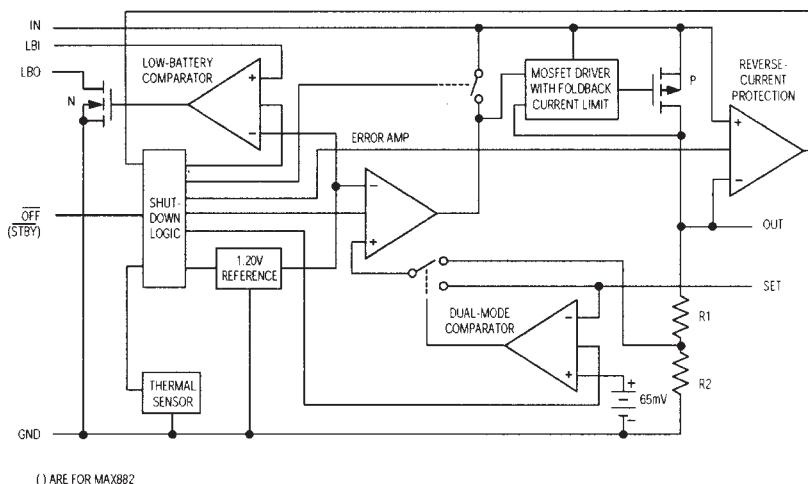 IN
LBI
LBO
LOW-BATTERY
COMPARATOR
+
−
N
MOSFET DRIVER
WITH FOLDBACK
CURRENT LIMIT
P
REVERSE-
CURRENT
PROTECTION
+
−
ERROR AMP
−
+
OFF
(STBY)
SHUT-
DOWN
LOGIC
1.20V
REFERENCE
OUT
SET
DUAL-MODE
COMPARATOR
−
+
R1
R2
+
65mV
−
THERMAL
SENSOR
GND
( ) ARE FOR MAX882